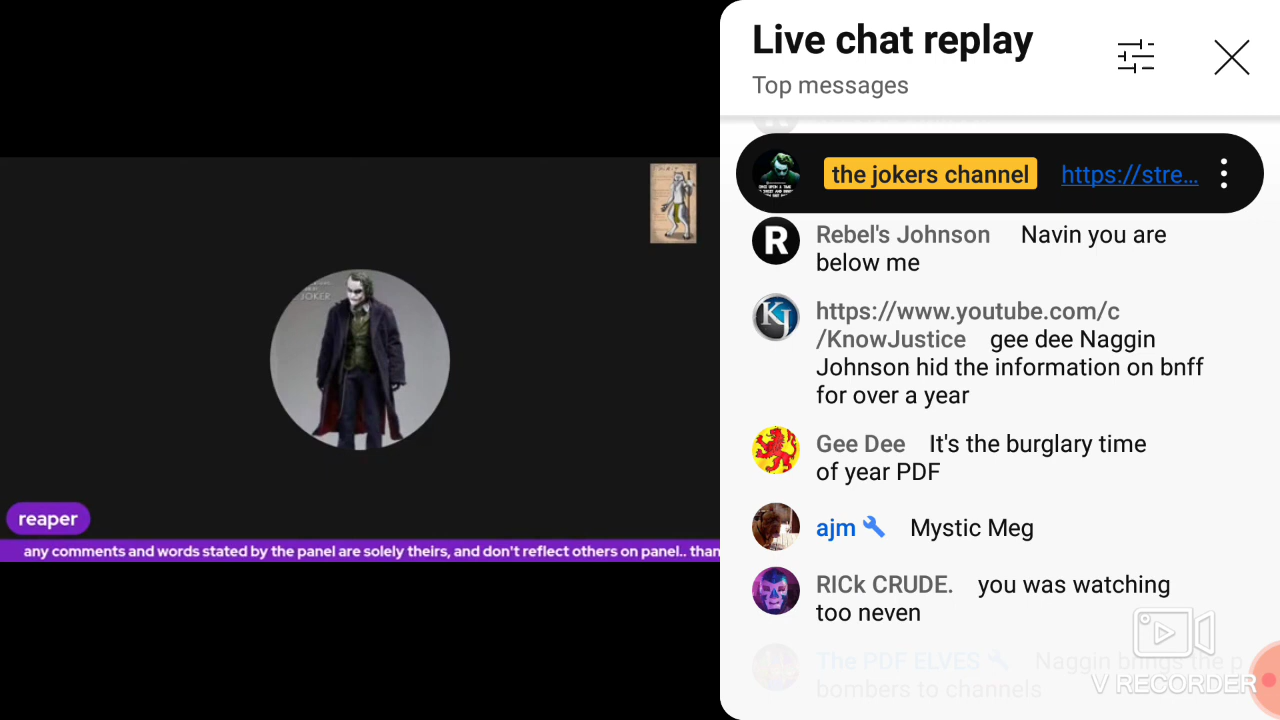 JOKER
reaper
any comments and words stated by the panel are solely theirs, and don't reflect others on panel.. than
Live chat replay
Top messages
the jokers channel https://stre...
R
Rebel's Johnson Navin you are
below me
KJ
https://www.youtube.com/c
/KnowJustice gee dee Naggin
Johnson hid the information on bnff
for over a year
Gee Dee It's the burglary time
of year PDF
ajm Mystic Meg
RICk CRUDE. you was watching
too neven
The PDF ELVES Naggin brings the p
bombers to channels
V RECORDER